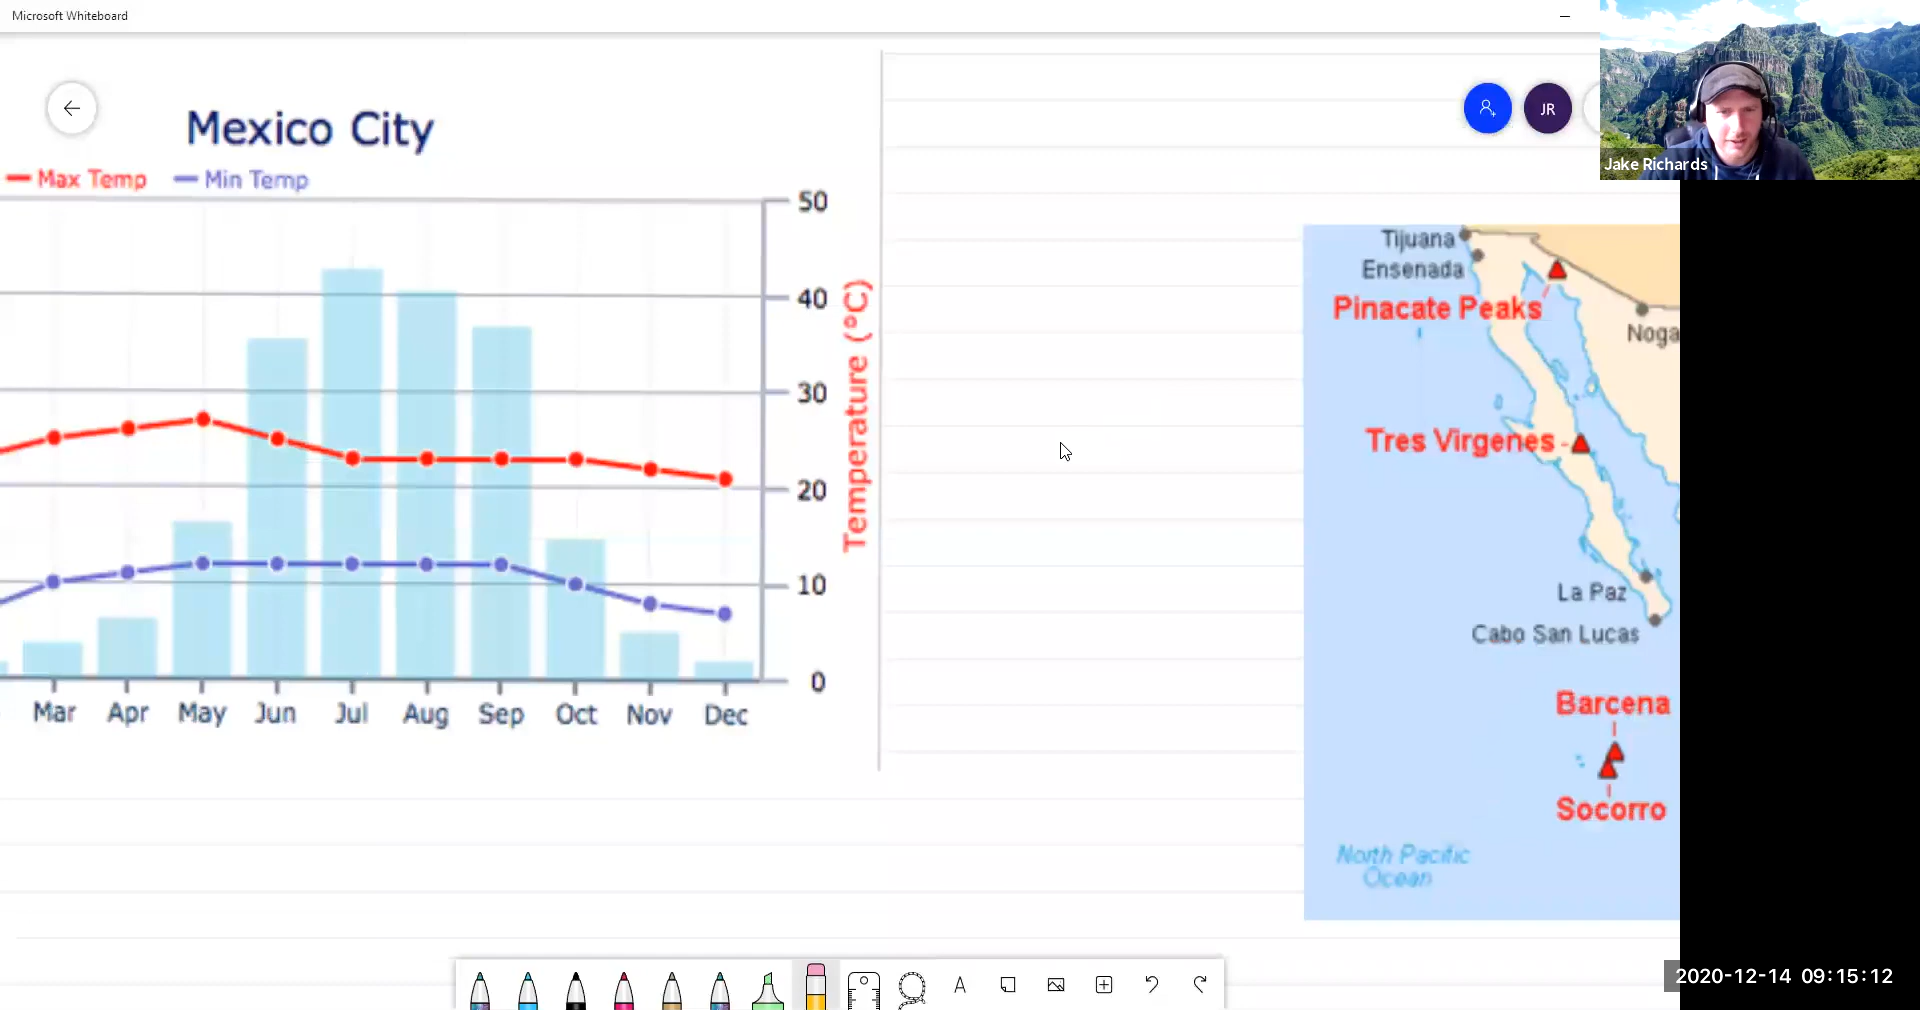 Microsoft Whiteboard
Mexico City
Max Temp Min Temp
50
40
30
20
10
0
Temperature (°C)
Mar Apr May Jun Jul Aug Sep Oct Nov Dec
JR
Jake Richards
Tijuana
Ensenada
Pinacate Peaks
Noga
Tres Virgenes
La Paz
Cabo San Lucas
Barcena
Socorro
North Pacific
Ocean
A
2020-12-14 09:15:12